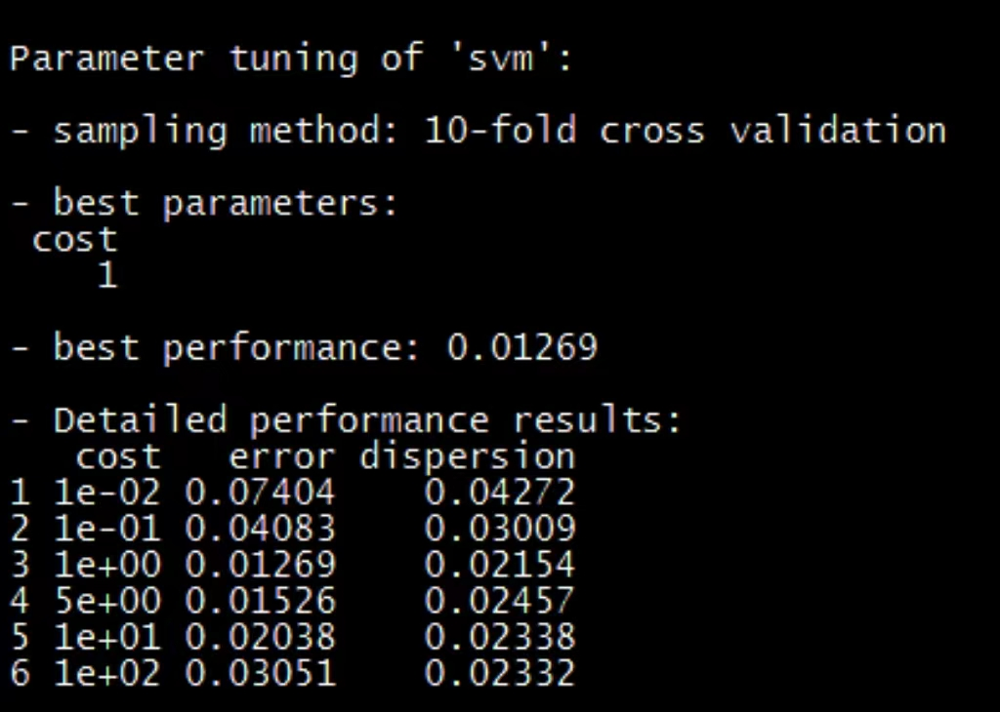 Parameter tuning of 'svm':
- sampling method: 10-fold cross validation
- best parameters:
cost
1
- best performance: 0.01269
- Detailed performance results:
cost error dispersion
1 1e-02 0.07404 0.04272
2 1e-01 0.04083 0.03009
3 1e+00 0.01269 0.02154
4 5e+00 0.01526 0.02457
5 1e+01 0.02038 0.02338
6 1e+02 0.03051 0.02332